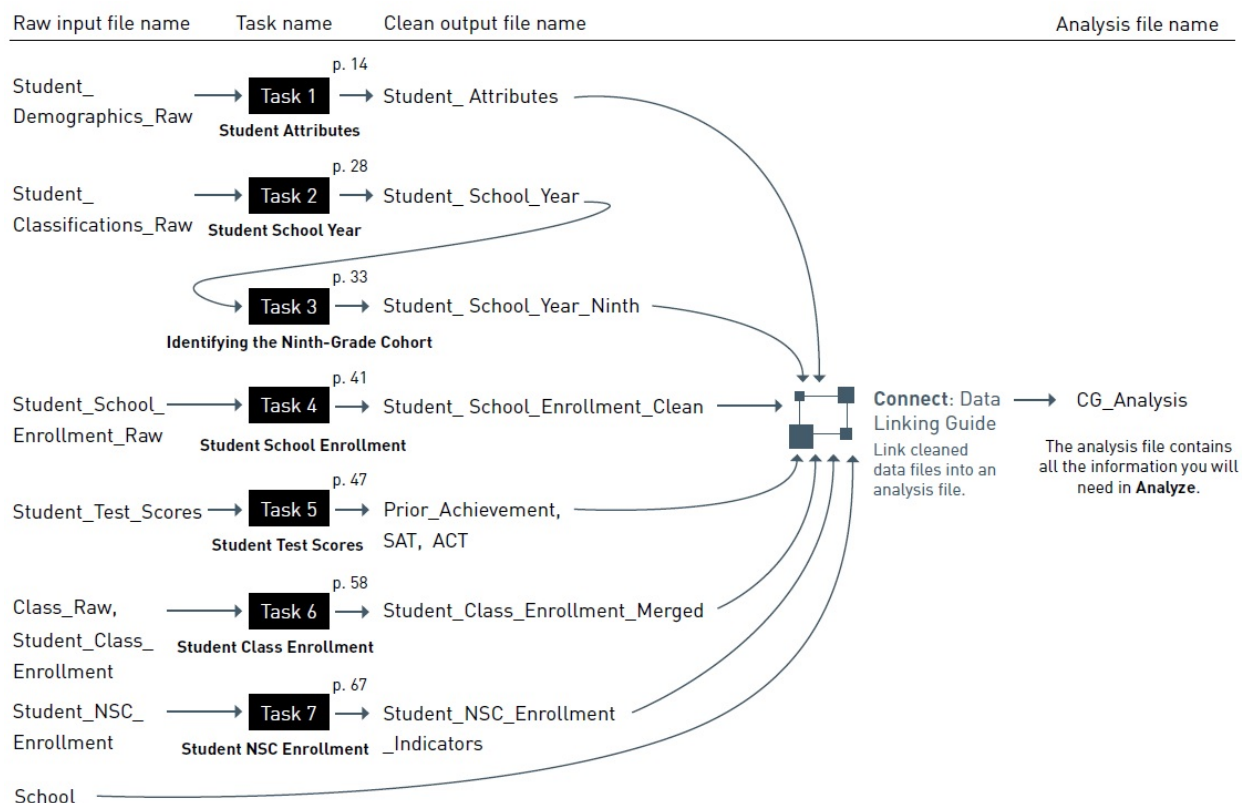 Raw input file name Task name Clean output file name Analysis file name
p. 14
Student_
Demographics_Raw
Task 1
Student_ Attributes
Student Attributes
p. 28
Student_
Classifications_Raw
Task 2
Student_ School_Year
Student School Year
p. 33
Task 3
Student_ School_Year_Ninth
Identifying the Ninth-Grade Cohort
p. 41
Student_School_
Enrollment_Raw
Task 4
Student_ School_Enrollment_Clean
Student School Enrollment
p. 47
Student_Test_Scores
Task 5
Prior_Achievement,
SAT, ACT
Student Test Scores
p. 58
Class_Raw,
Student_Class_
Enrollment
Task 6
Student_Class_Enrollment_Merged
Student Class Enrollment
p. 67
Student_NSC_
Enrollment
Task 7
Student_NSC_Enrollment
_Indicators
Student NSC Enrollment
School
Connect: Data
Linking Guide
Link cleaned
data files into an
analysis file.
CG_Analysis
The analysis file contains
all the information you will
need in Analyze.